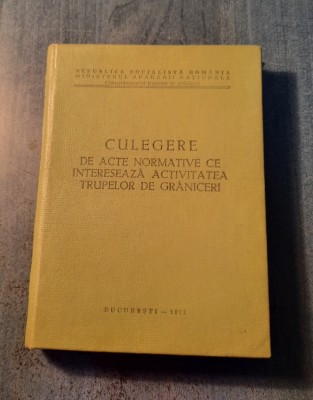 REPUBLICA SOCIALISTĂ ROMÂNIA
MINISTERUL APĂRĂRII NAȚIONALE
CULEGERE
DE ACTE NORMATIVE CE
INTERESEAZĂ ACTIVITATEA
TRUPELOR DE GRĂNICERI
BUCUREȘTI —